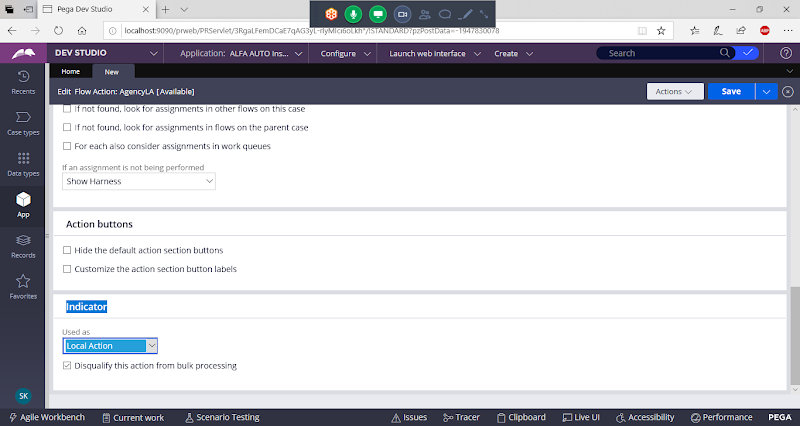 Pega Dev Studio
localhost:9090/prweb/PRServlet/
DEV STUDIO
Application: ALFA AUTO Ins...
Configure
Launch web interface
Create
Search
Home
New
Edit Flow Action: AgencyLA [Available]
Actions
Save
Recents
Case types
Data types
App
Records
Favorites
SK
If not found, look for assignments in other flows on this case
If not found, look for assignments in flows on the parent case
For each also consider assignments in work queues
If an assignment is not being performed
Show Harness
Action buttons
Hide the default action section buttons
Customize the action section button labels
Indicator
Used as
Local Action
Disqualify this action from bulk processing
Agile Workbench
Current work
Scenario Testing
Issues
Tracer
Clipboard
Live UI
Accessibility
Performance
PEGA